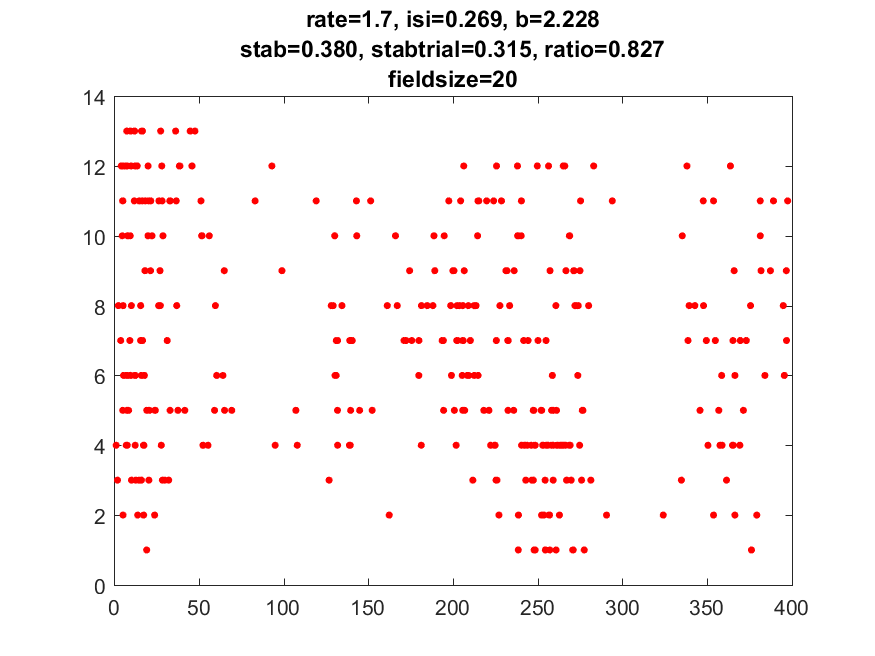 rate=1.7, isi=0.269, b=2.228
stab=0.380, stabtrial=0.315, ratio=0.827
fieldsize=20
14
12
10
8
6
4
2
0
0 50 100 150 200 250 300 350 400